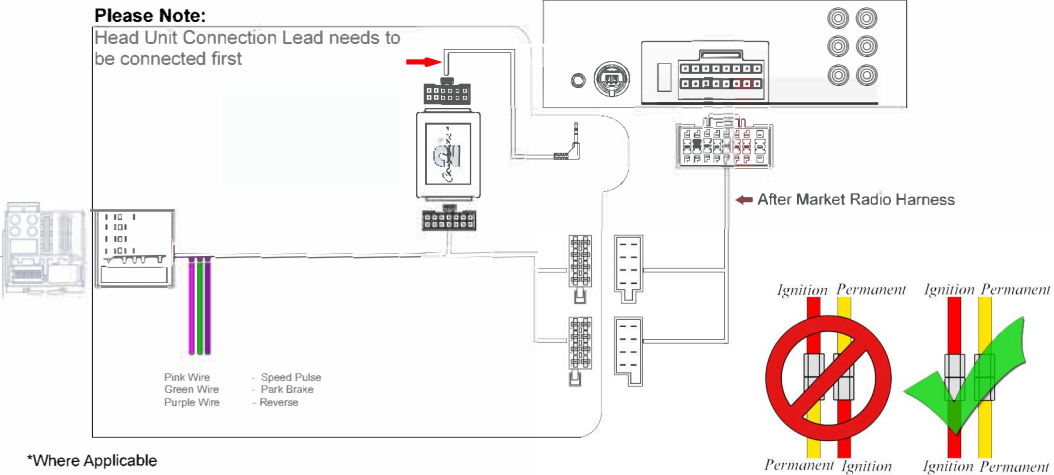 Please Note:
Head Unit Connection Lead needs to
be connected first
After Market Radio Harness
Ignition Permanent
Ignition Permanent
Pink Wire - Speed Pulse
Green Wire - Park Brake
Purple Wire - Reverse
Permanent Ignition
Ignition Permanent
*Where Applicable